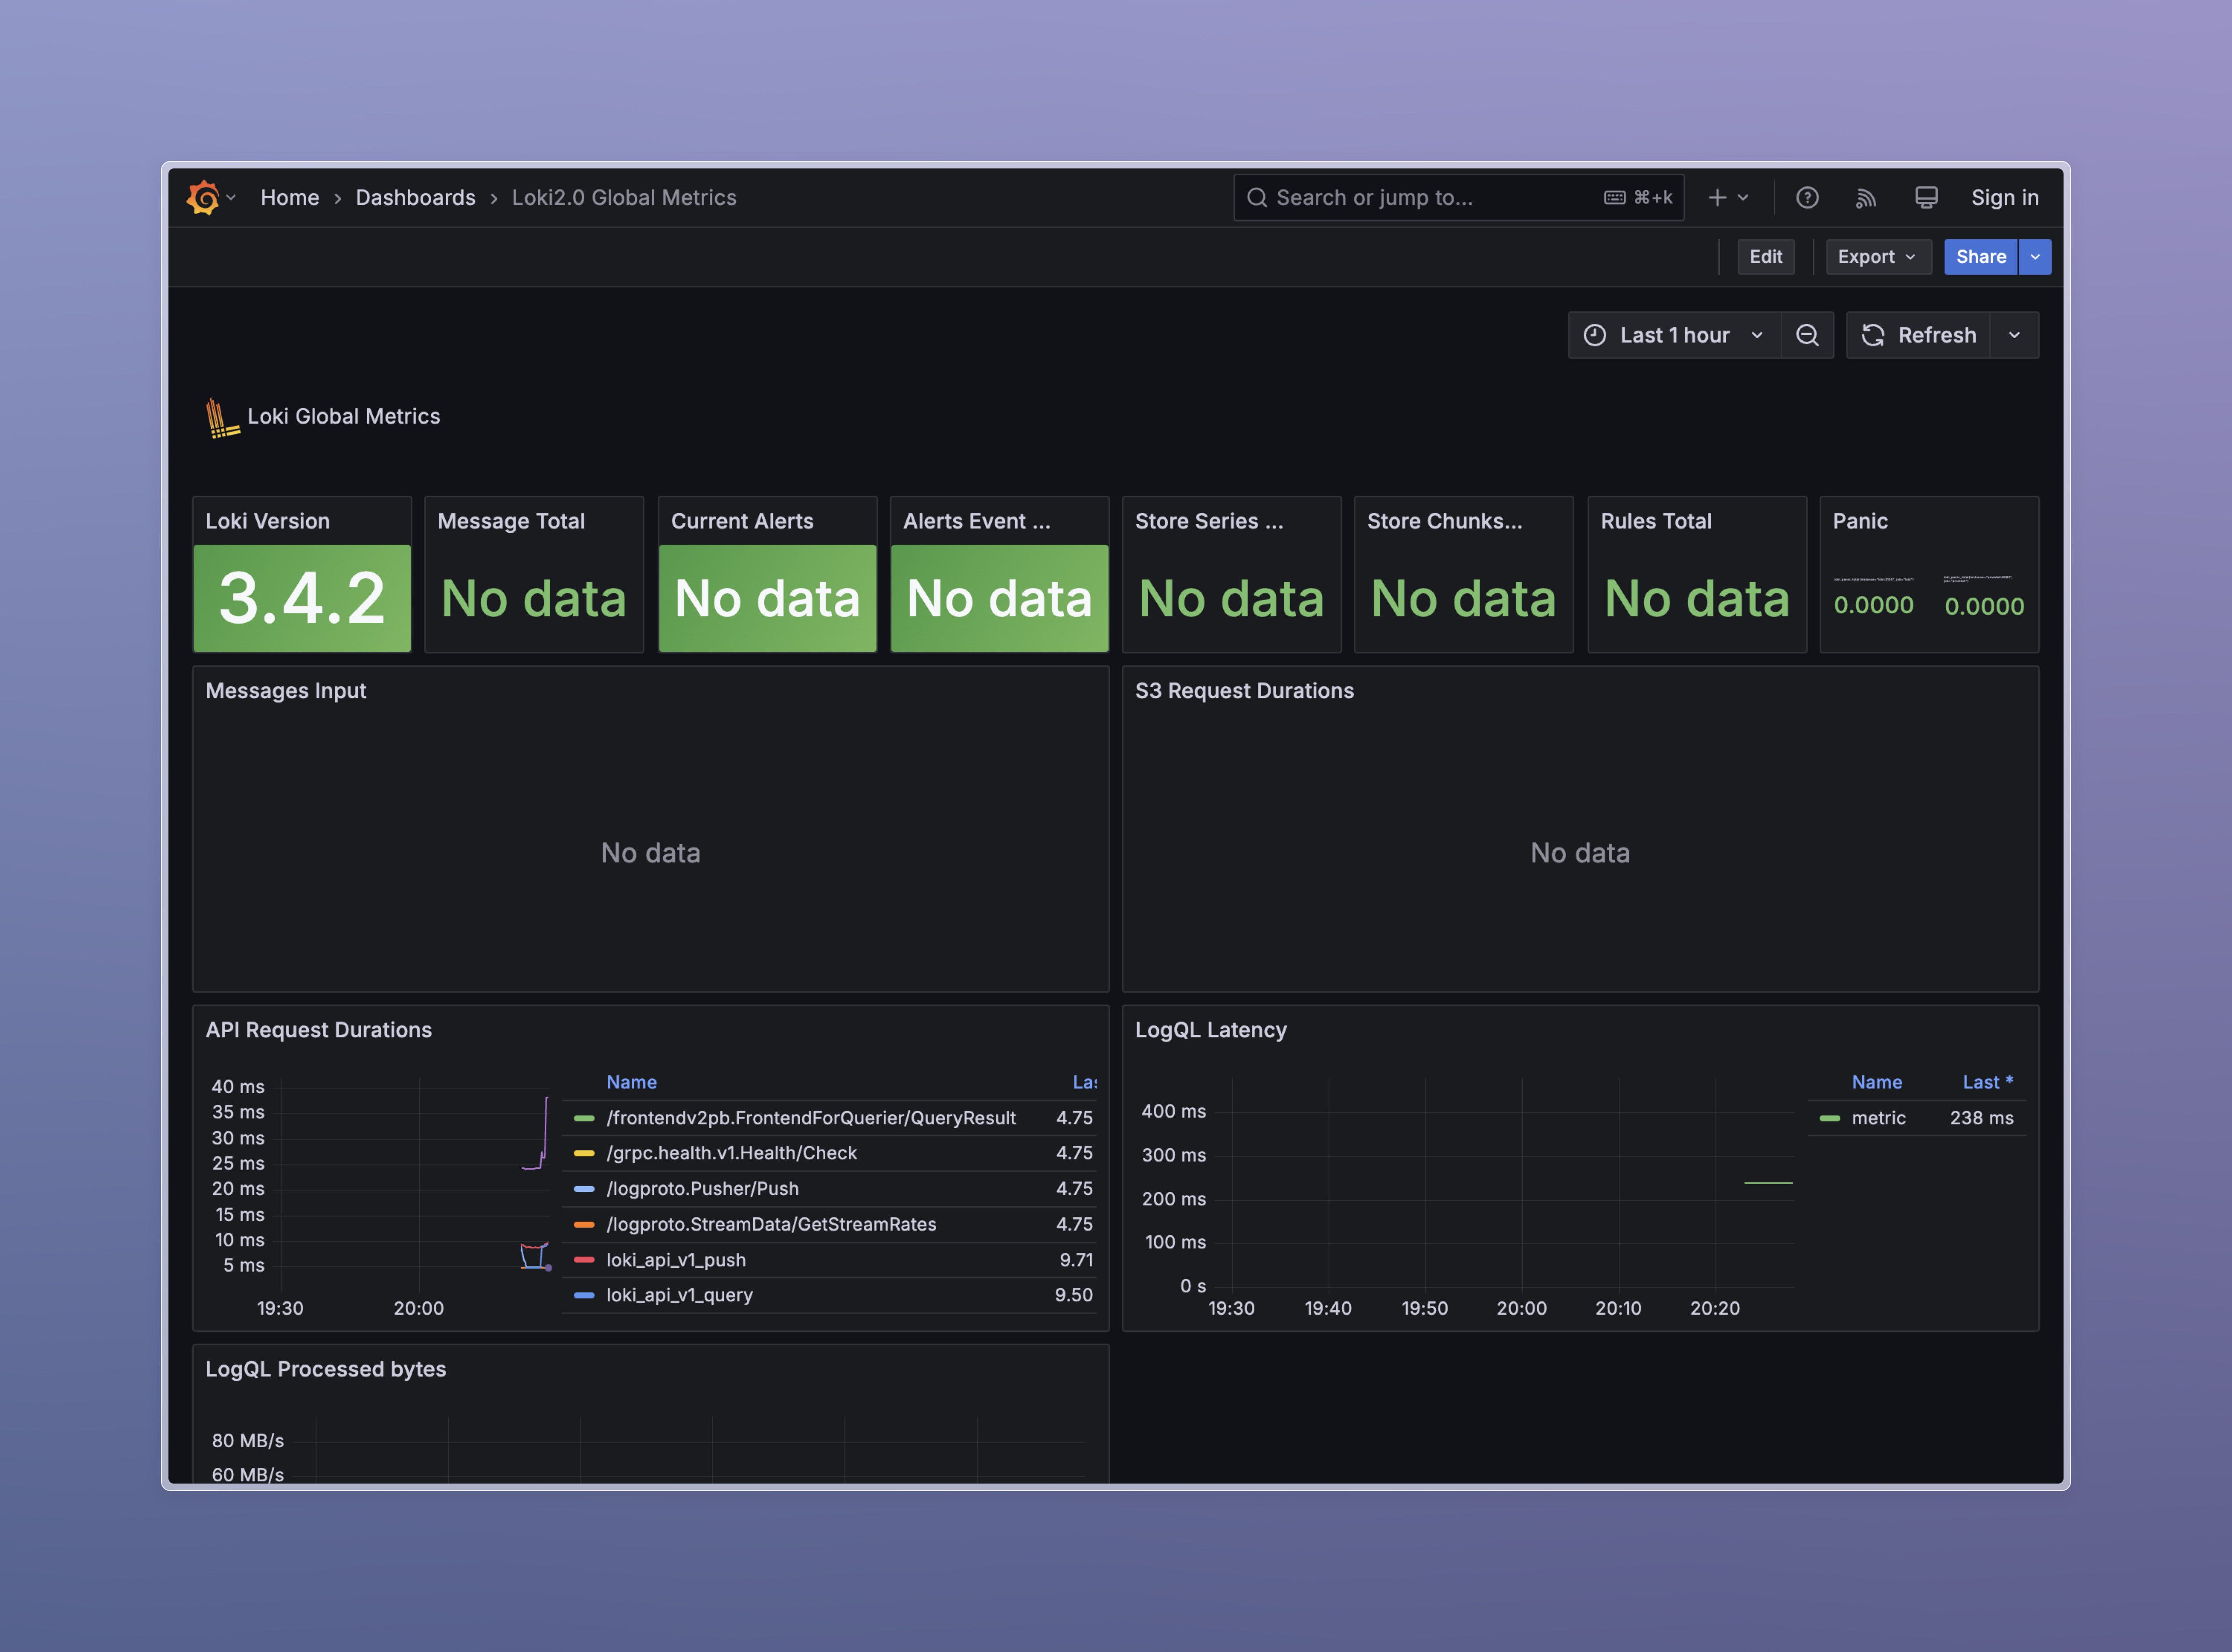 Home › Dashboards › Loki2.0 Global Metrics
Search or jump to...
⌘+k
Sign in
Edit
Export
Share
Last 1 hour
Refresh
Loki Global Metrics
Loki Version
3.4.2
Message Total
No data
Current Alerts
No data
Alerts Event ...
No data
Store Series ...
No data
Store Chunks...
No data
Rules Total
No data
Panic
0.0000
0.0000
Messages Input
No data
S3 Request Durations
No data
API Request Durations
40 ms
35 ms
30 ms
25 ms
20 ms
15 ms
10 ms
5 ms
19:30
20:00
Name Las
/frontendv2pb.FrontendForQuerier/QueryResult 4.75
/grpc.health.v1.Health/Check 4.75
/logproto.Pusher/Push 4.75
/logproto.StreamData/GetStreamRates 4.75
loki_api_v1_push 9.71
loki_api_v1_query 9.50
LogQL Latency
400 ms
300 ms
200 ms
100 ms
0 s
19:30
19:40
19:50
20:00
20:10
20:20
Name Last *
metric 238 ms
LogQL Processed bytes
80 MB/s
60 MB/s